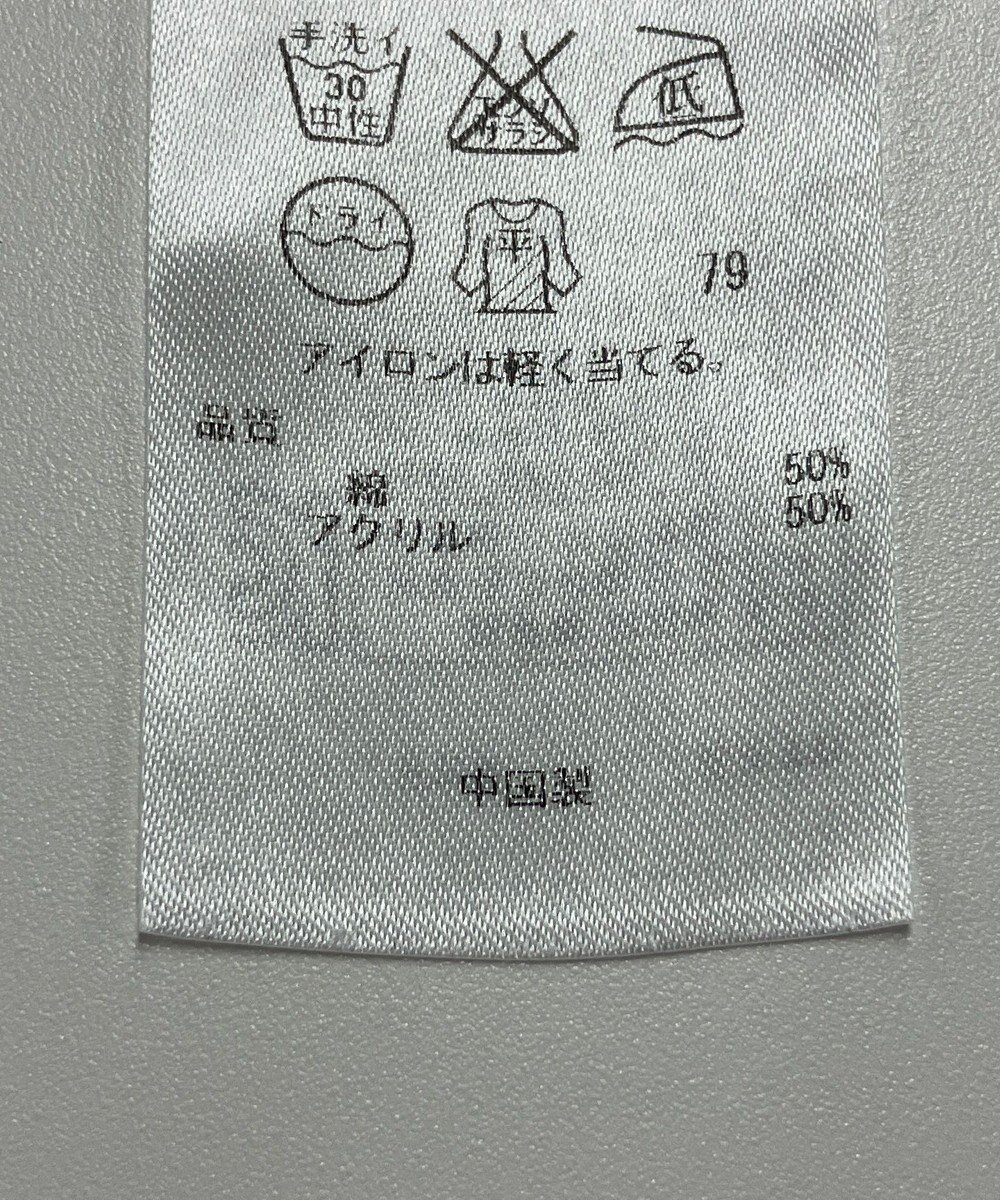 手洗イ
30
中性
エンソ
サラシ
低
ドライ
平
79
アイロンは軽く当てる。
品質
綿 50%
アクリル 50%
中国製